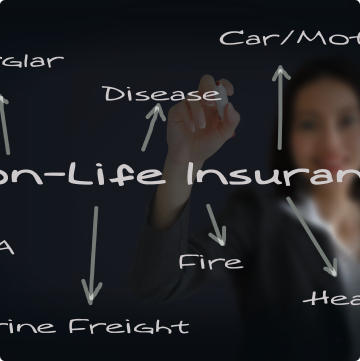 Car/Mot
rglar
Disease
on-Life Insuran
A
Fire
Hea
rine Freight